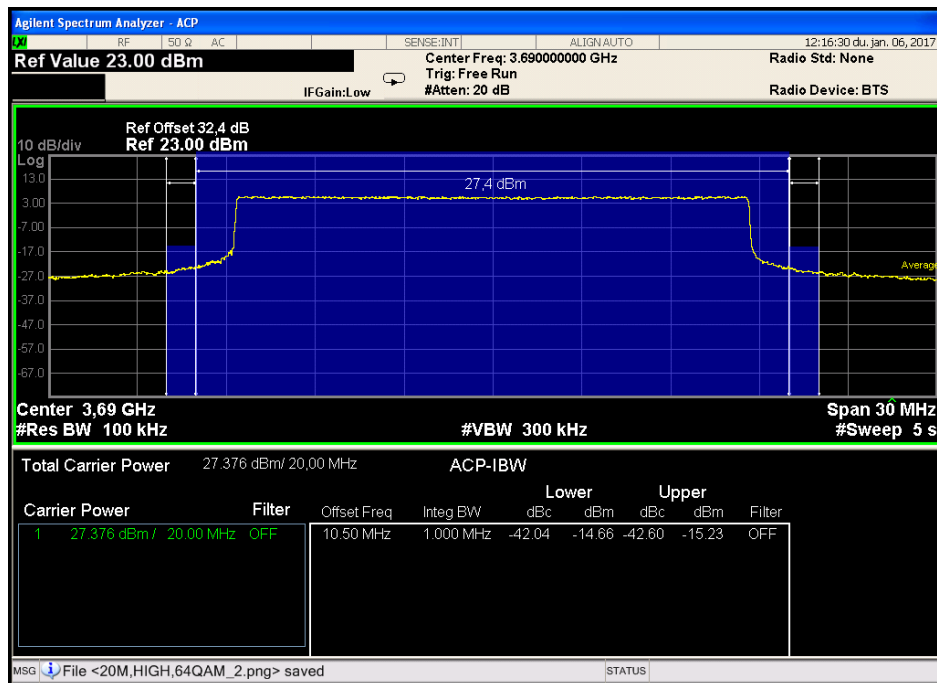 Agilent Spectrum Analyzer - ACP
LXI RF 50 Ω AC SENSE:INT ALIGN AUTO 12:16:30 du. jan. 06, 2017
Ref Value 23.00 dBm Center Freq: 3.690000000 GHz Radio Std: None
Trig: Free Run
IFGain:Low #Atten: 20 dB Radio Device: BTS
Ref Offset 32,4 dB
10 dB/div Ref 23.00 dBm
Log
13.0
27,4 dBm
3.00
-7.00
-17.0
Average
-27.0
-37.0
-47.0
-57.0
-67.0
Center 3,69 GHz Span 30 MHz
#Res BW 100 kHz #VBW 300 kHz #Sweep 5 s
Total Carrier Power 27.376 dBm/ 20,00 MHz ACP-IBW
Lower Upper
Carrier Power Filter Offset Freq Integ BW dBc dBm dBc dBm Filter
1 27.376 dBm / 20.00 MHz OFF 10.50 MHz 1.000 MHz -42.04 -14.66 -42.60 -15.23 OFF
MSG File <20M,HIGH,64QAM_2.png> saved STATUS